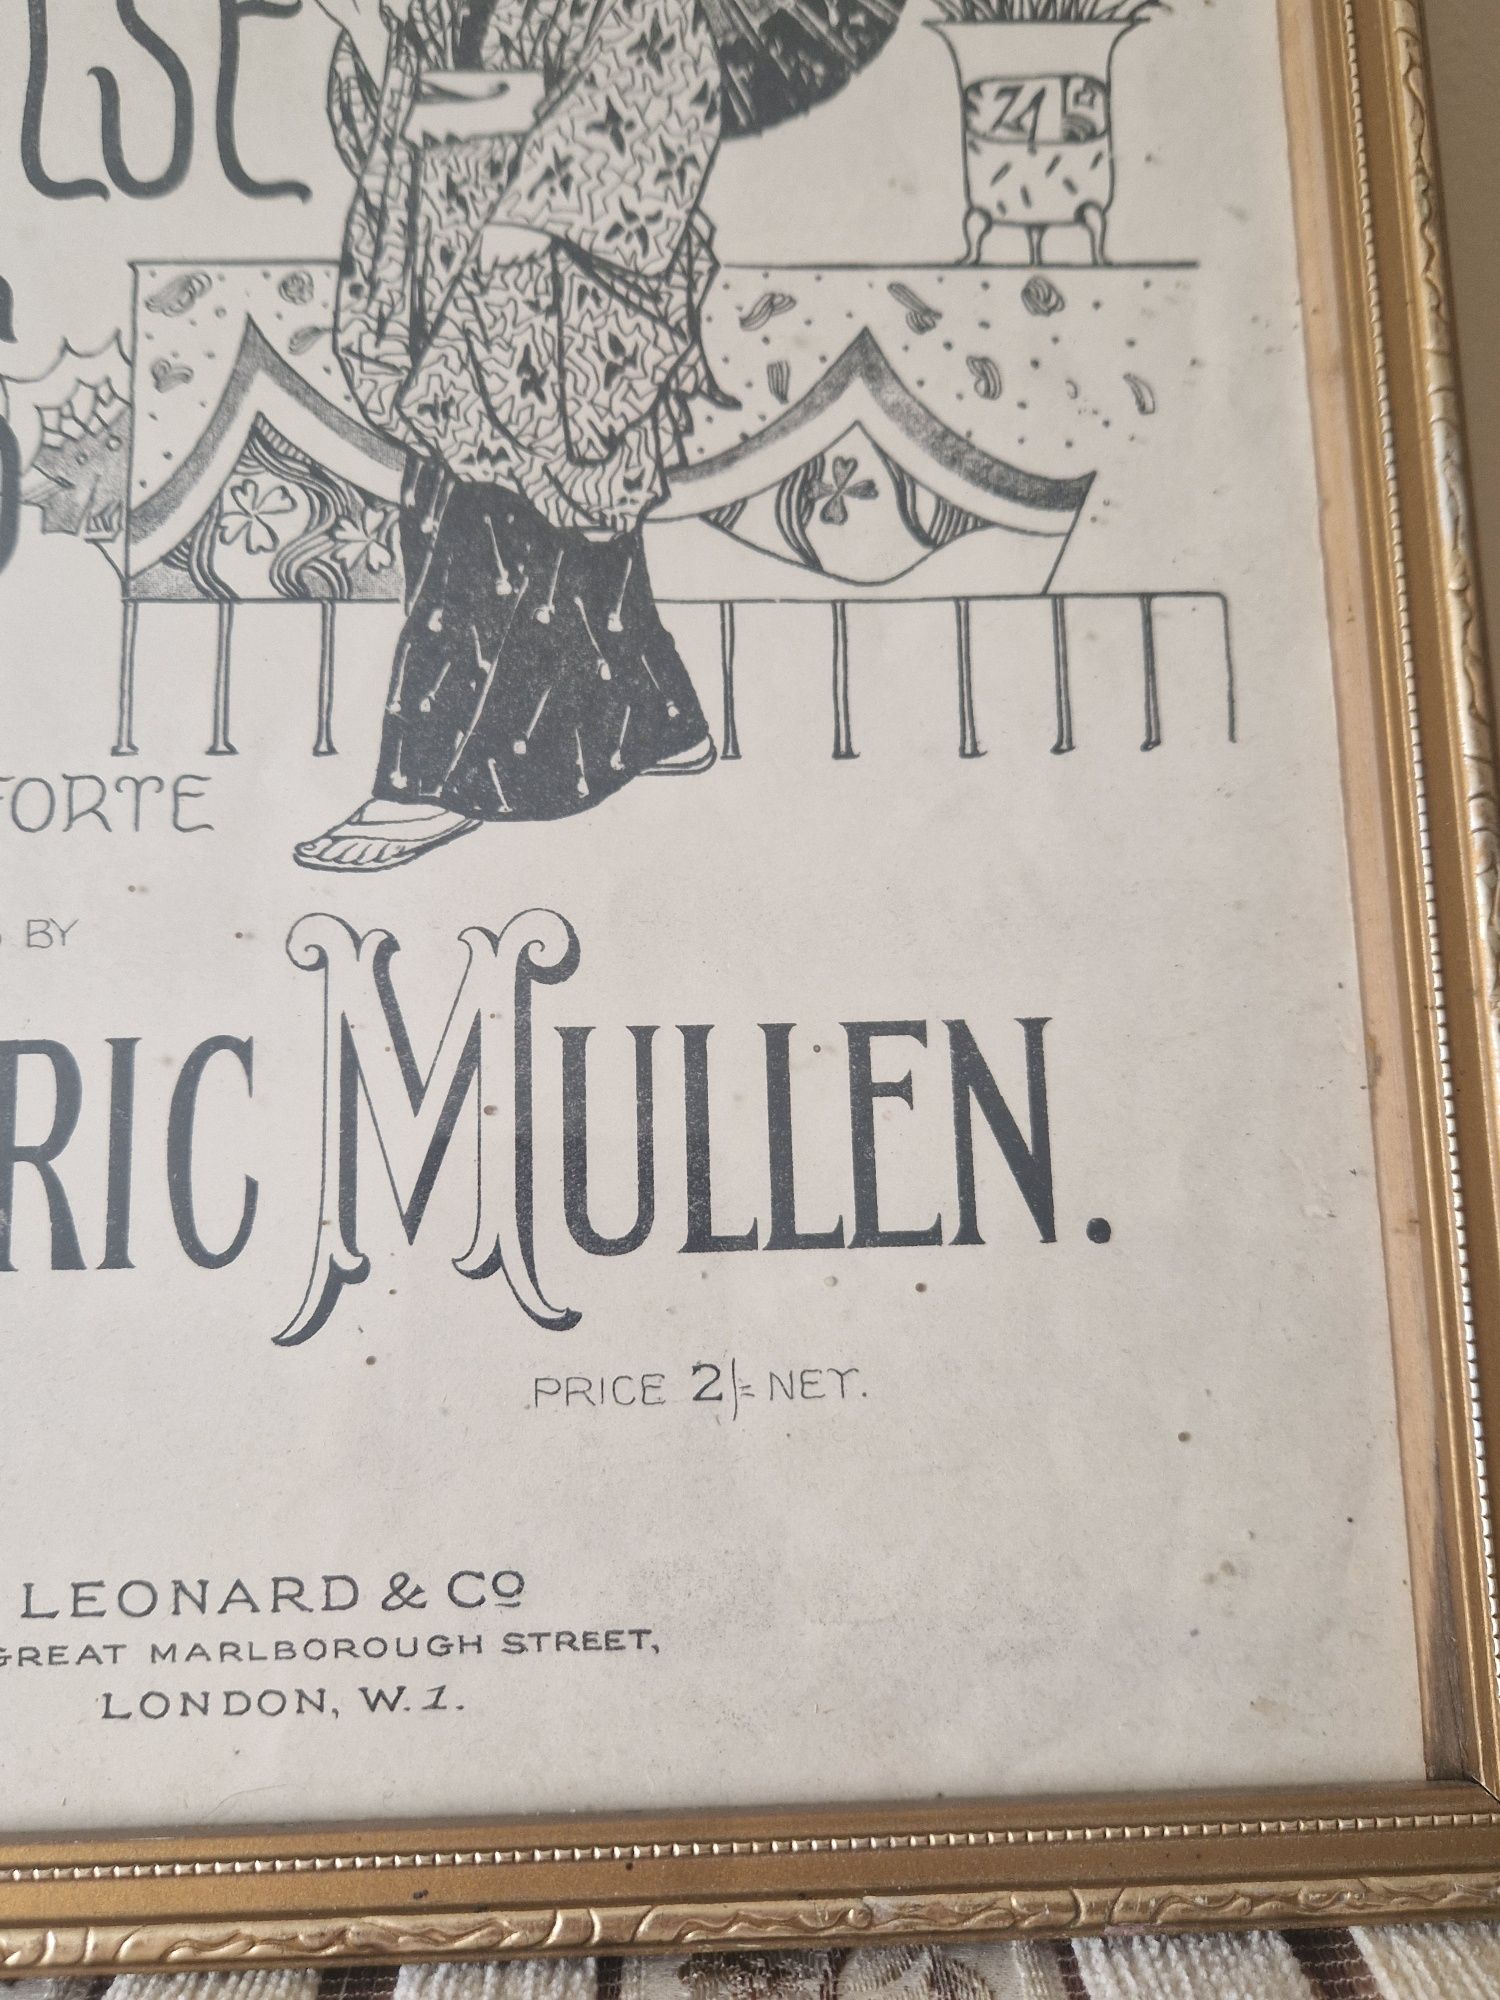 LSE
S
FORTE
BY
RIC MULLEN.
PRICE 2/= NET.
LEONARD & Co
GREAT MARLBOROUGH STREET,
LONDON, W.1.